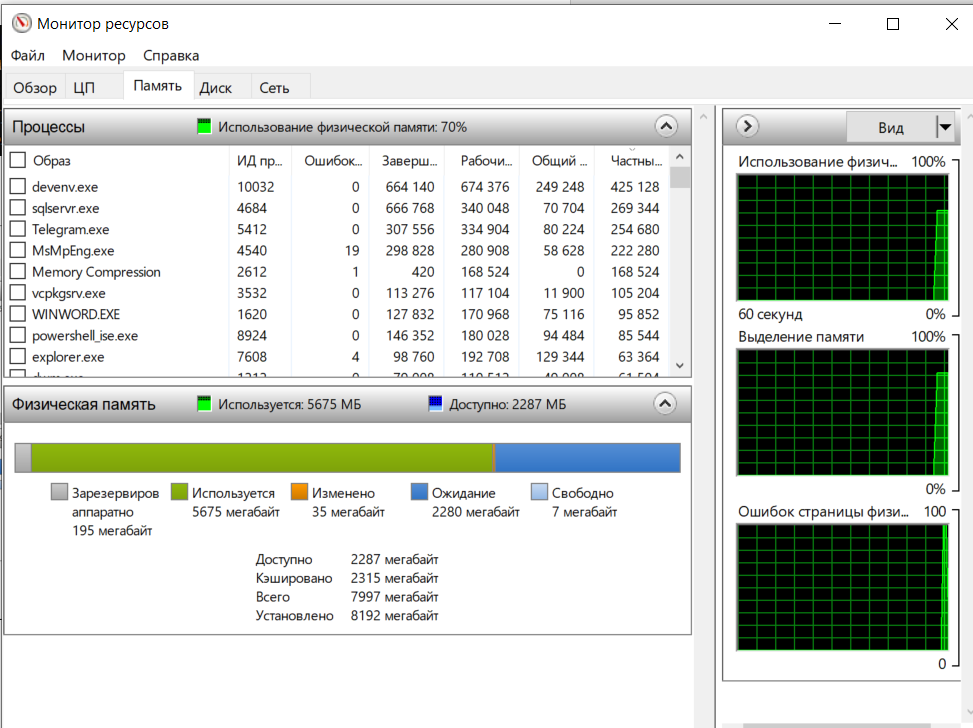 Монитор ресурсов
Файл Монитор Справка
Обзор ЦП Память Диск Сеть
Процессы Использование физической памяти: 70%
Образ ИД пр... Ошибок... Заверш... Рабочи... Общий ... Частны...
devenv.exe 10032 0 664 140 674 376 249 248 425 128
sqlservr.exe 4684 0 666 768 340 048 70 704 269 344
Telegram.exe 5412 0 307 556 334 904 80 224 254 680
MsMpEng.exe 4540 19 298 828 280 908 58 628 222 280
Memory Compression 2612 1 420 168 524 0 168 524
vcpkgsrv.exe 3532 0 113 276 117 104 11 900 105 204
WINWORD.EXE 1620 0 127 832 170 968 75 116 95 852
powershell_ise.exe 8924 0 146 352 180 028 94 484 85 544
explorer.exe 7608 4 98 760 192 708 129 344 63 364
Физическая память Используется: 5675 МБ Доступно: 2287 МБ
Зарезервиров Используется Изменено Ожидание Свободно
аппаратно 5675 мегабайт 35 мегабайт 2280 мегабайт 7 мегабайт
195 мегабайт
Доступно 2287 мегабайт
Кэшировано 2315 мегабайт
Всего 7997 мегабайт
Установлено 8192 мегабайт
Вид
Использование физич... 100%
60 секунд 0%
Выделение памяти 100%
0%
Ошибок страницы физи... 100
0